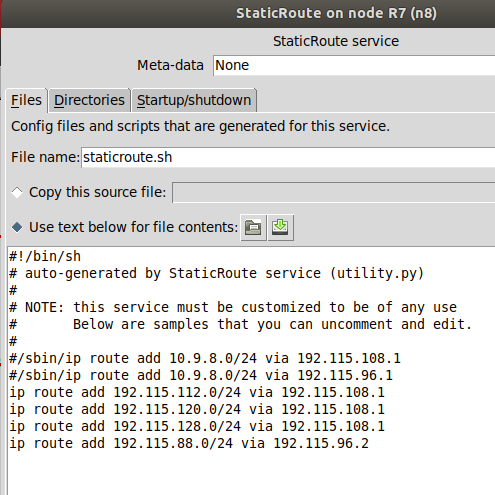 StaticRoute on node R7 (n8)
StaticRoute service
Meta-data None
Files Directories Startup/shutdown
Config files and scripts that are generated for this service.
File name: staticroute.sh
Copy this source file:
Use text below for file contents:
#!/bin/sh
# auto-generated by StaticRoute service (utility.py)
#
# NOTE: this service must be customized to be of any use
#       Below are samples that you can uncomment and edit.
#
#/sbin/ip route add 10.9.8.0/24 via 192.115.108.1
#/sbin/ip route add 10.9.8.0/24 via 192.115.96.1
ip route add 192.115.112.0/24 via 192.115.108.1
ip route add 192.115.120.0/24 via 192.115.108.1
ip route add 192.115.128.0/24 via 192.115.108.1
ip route add 192.115.88.0/24 via 192.115.96.2